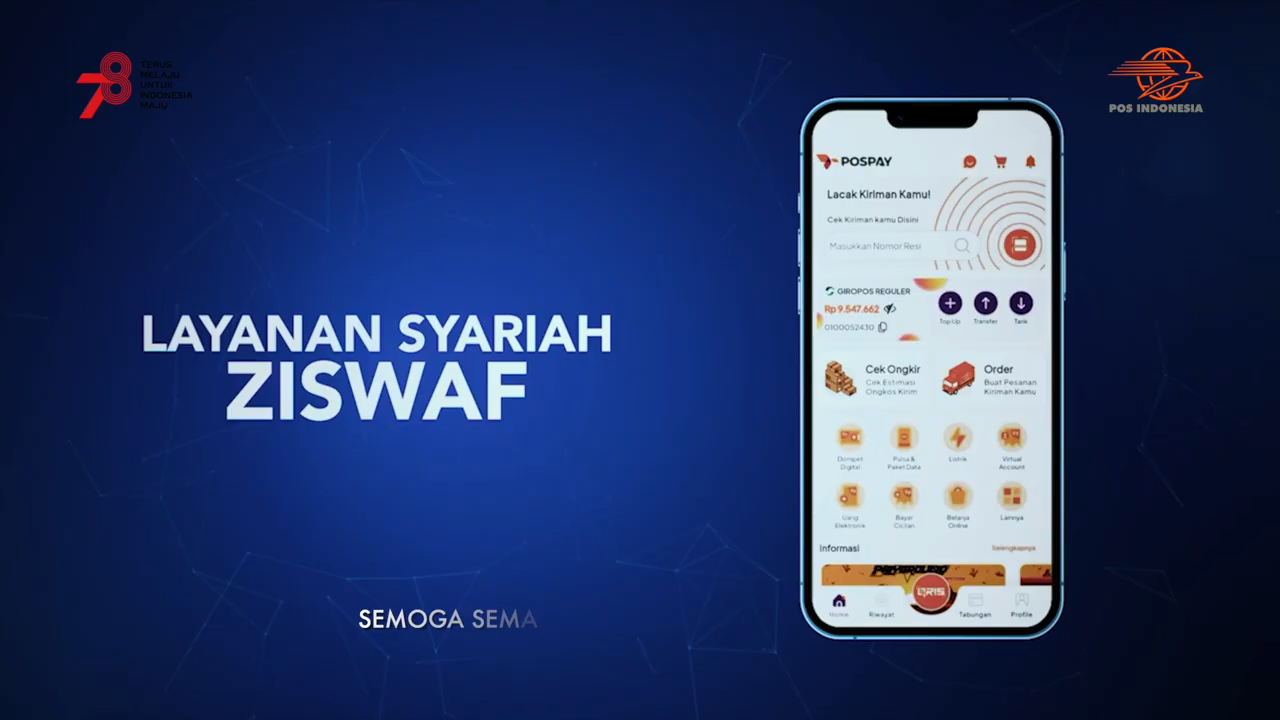 78
TERUS
MELAJU
UNTUK
INDONESIA
MAJU
POS INDONESIA
LAYANAN SYARIAH
ZISWAF
SEMOGA SEMA
POSPAY
Lacak Kiriman Kamu!
Cek Kiriman kamu Disini
Masukkan Nomor Resi
GIROPOS REGULER
Rp 9.547.662
0100052430
Top Up
Transfer
Tarik
Cek Ongkir
Cek Estimasi
Ongkos Kirim
Order
Buat Pesanan
Kiriman Kamu
Dompet
Digital
Pulsa &
Paket Data
Listrik
Virtual
Account
Uang
Elektronik
Bayar
Cicilan
Belanja
Online
Lainnya
Informasi
Selengkapnya
QRIS
Home
Riwayat
Tabungan
Profile